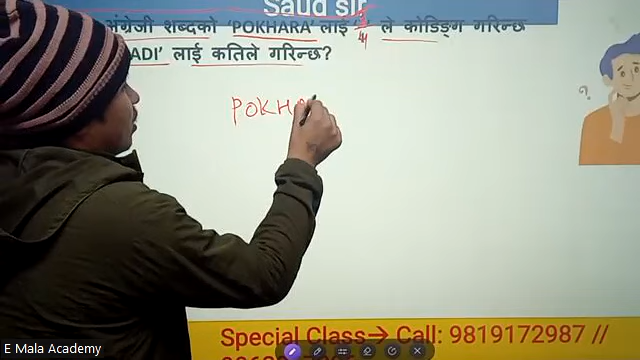 Saud sir
अंग्रेजी शब्दको 'POKHARA' लाई ले कोडिङ्ग गरिन्छ
ADI' लाई कतिले गरिन्छ?
POKH
Special Class→ Call: 9819172987 //
E Mala Academy